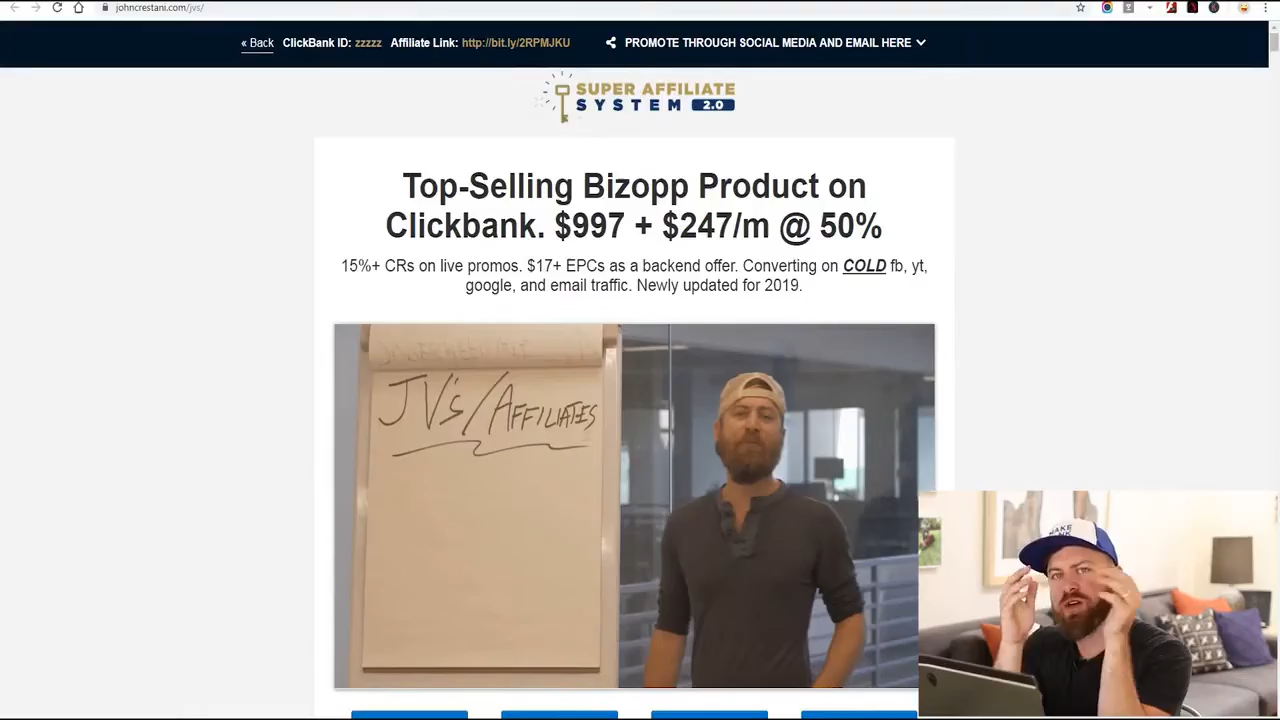 johncrestani.com/jvs/
« Back ClickBank ID: zzzzz Affiliate Link: http://bit.ly/2RPMJKU PROMOTE THROUGH SOCIAL MEDIA AND EMAIL HERE
SUPER AFFILIATE
SYSTEM 2.0
Top-Selling Bizopp Product on
Clickbank. $997 + $247/m @ 50%
15%+ CRs on live promos. $17+ EPCs as a backend offer. Converting on COLD fb, yt,
google, and email traffic. Newly updated for 2019.
JV's/AFFILIATES